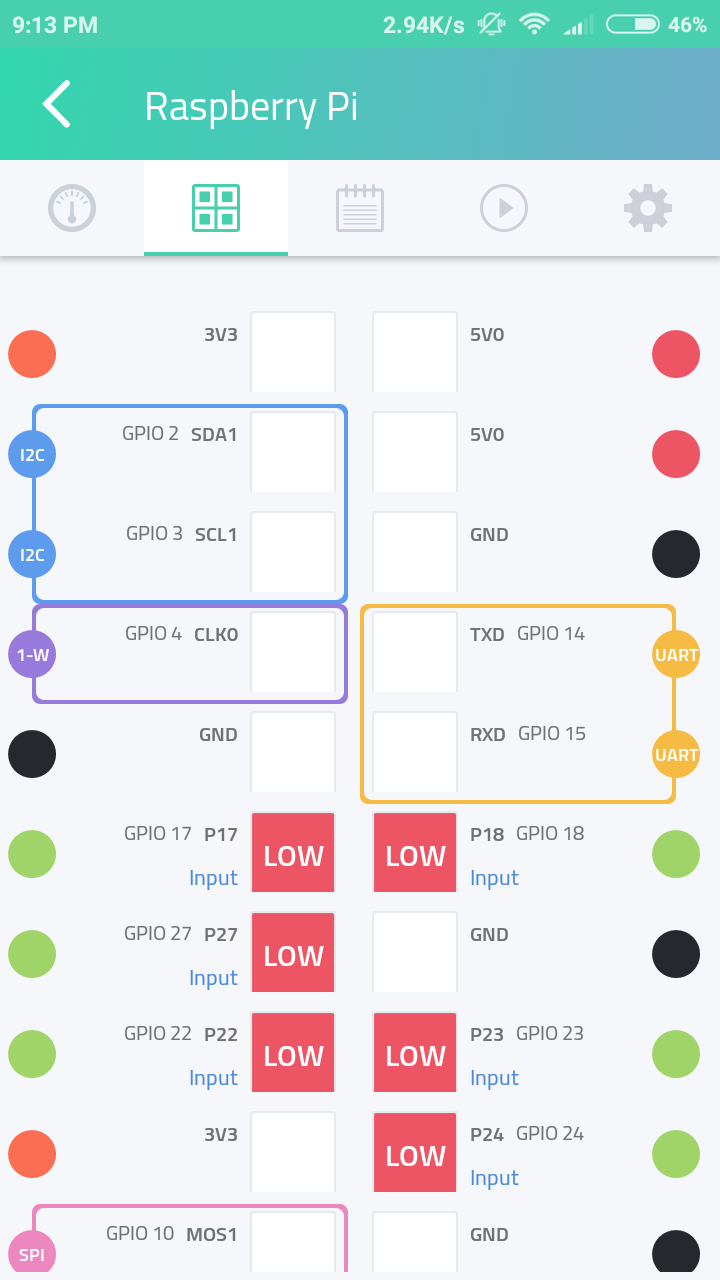 9:13 PM 2.94K/s 46%
Raspberry Pi
3V3 5V0
I2C GPIO 2 SDA1 5V0
I2C GPIO 3 SCL1 GND
1-W GPIO 4 CLK0 TXD GPIO 14 UART
GND RXD GPIO 15 UART
GPIO 17 P17 LOW LOW P18 GPIO 18
Input Input
GPIO 27 P27 LOW GND
Input
GPIO 22 P22 LOW LOW P23 GPIO 23
Input Input
3V3 LOW P24 GPIO 24
Input
SPI GPIO 10 MOS1 GND